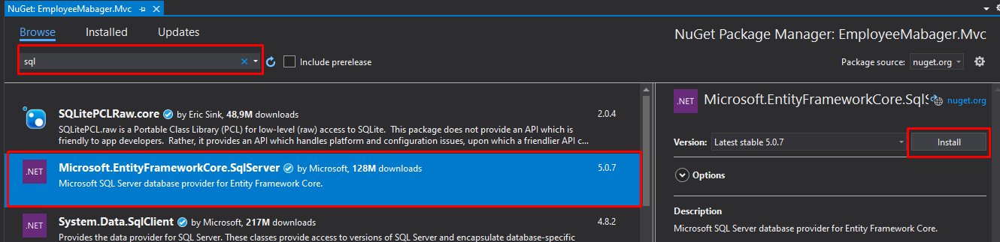 NuGet: EmployeeMabager.Mvc
Browse Installed Updates
NuGet Package Manager: EmployeeMabager.Mvc
sql
Include prerelease
Package source: nuget.org
SQLitePCLRaw.core by Eric Sink, 48,9M downloads
2.0.4
SQLitePCL.raw is a Portable Class Library (PCL) for low-level (raw) access to SQLite. This package does not provide an API which is
friendly to app developers. Rather, it provides an API which handles platform and configuration issues, upon which a friendlier API c...
.NET
Microsoft.EntityFrameworkCore.SqlServer by Microsoft, 128M downloads
5.0.7
Microsoft SQL Server database provider for Entity Framework Core.
.NET
System.Data.SqlClient by Microsoft, 217M downloads
4.8.2
Provides the data provider for SQL Server. These classes provide access to versions of SQL Server and encapsulate database-specific
.NET
Microsoft.EntityFrameworkCore.SqlS
nuget.org
Version: Latest stable 5.0.7
Install
Options
Description
Microsoft SQL Server database provider for Entity Framework Core.